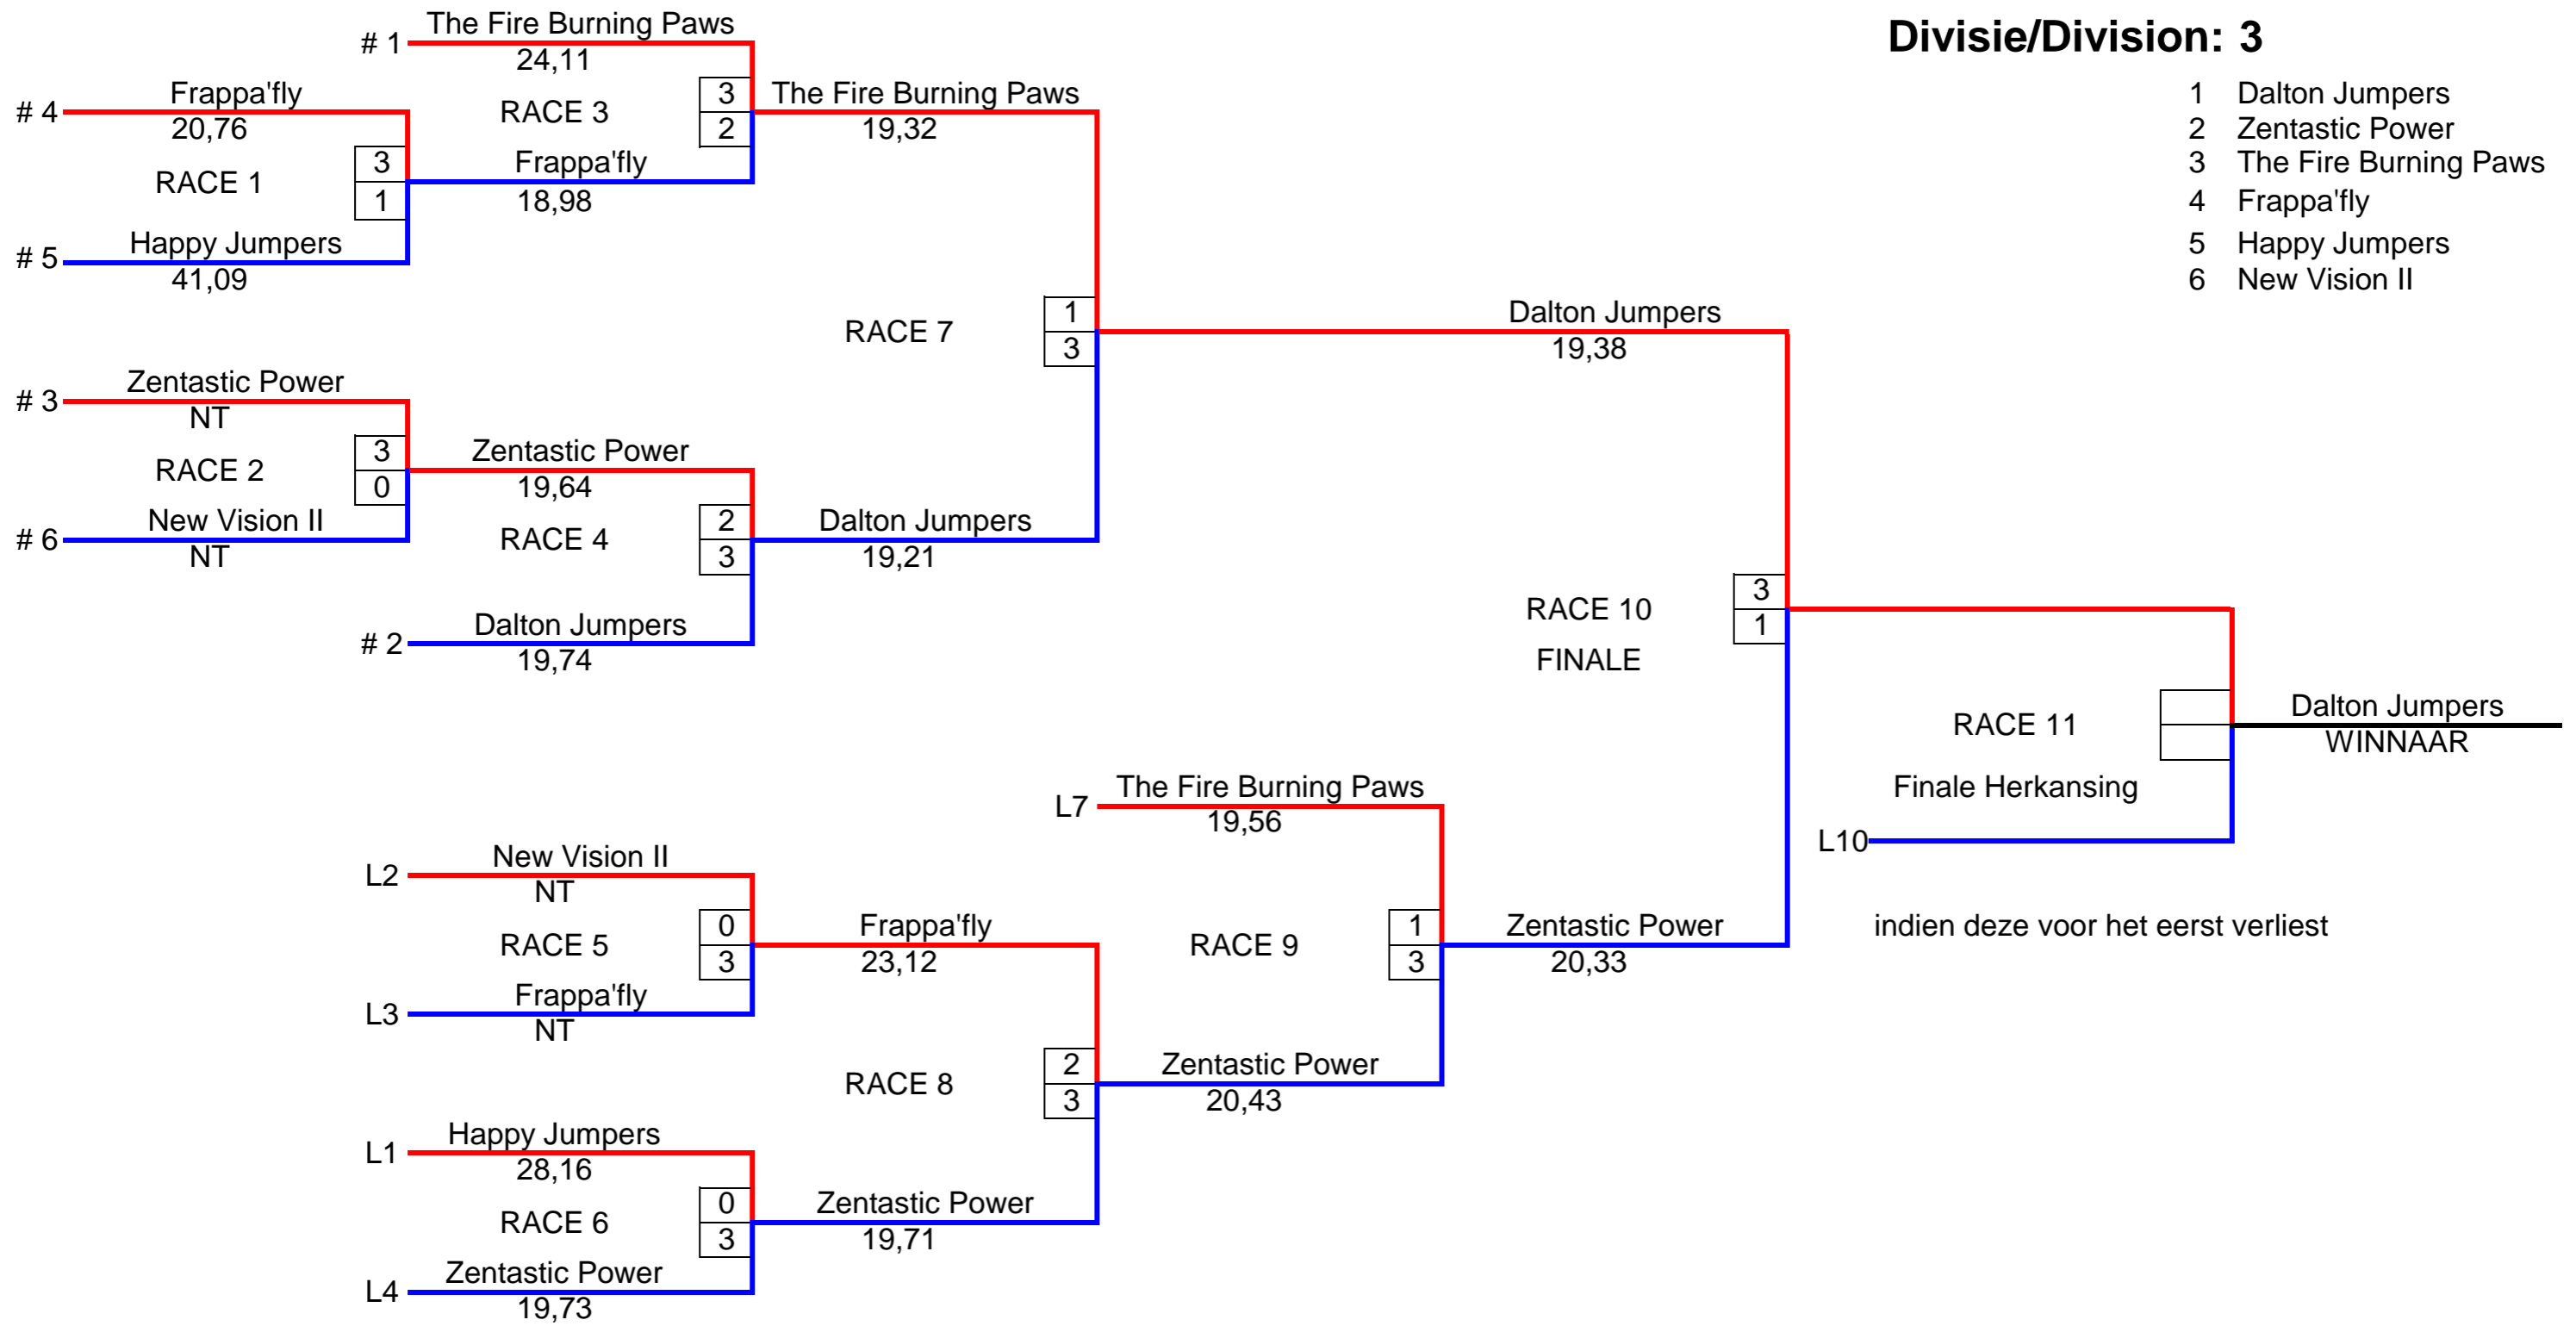 Divisie/Division: 3
1 Dalton Jumpers
2 Zentastic Power
3 The Fire Burning Paws
4 Frappa'fly
5 Happy Jumpers
6 New Vision II
# 1 The Fire Burning Paws
24,11
# 4 Frappa'fly
20,76
RACE 1
3
1
# 5 Happy Jumpers
41,09
RACE 3
3
2
Frappa'fly
18,98
The Fire Burning Paws
19,32
# 3 Zentastic Power
NT
RACE 2
3
0
# 6 New Vision II
NT
Zentastic Power
19,64
RACE 4
2
3
# 2 Dalton Jumpers
19,74
RACE 7
1
3
Dalton Jumpers
19,21
Dalton Jumpers
19,38
RACE 10
FINALE
3
1
RACE 11
Finale Herkansing
Dalton Jumpers
WINNAAR
L10
indien deze voor het eerst verliest
L7 The Fire Burning Paws
19,56
RACE 9
1
3
Zentastic Power
20,33
L2 New Vision II
NT
RACE 5
0
3
L3 Frappa'fly
NT
Frappa'fly
23,12
RACE 8
2
3
Zentastic Power
20,43
L1 Happy Jumpers
28,16
RACE 6
0
3
L4 Zentastic Power
19,73
Zentastic Power
19,71